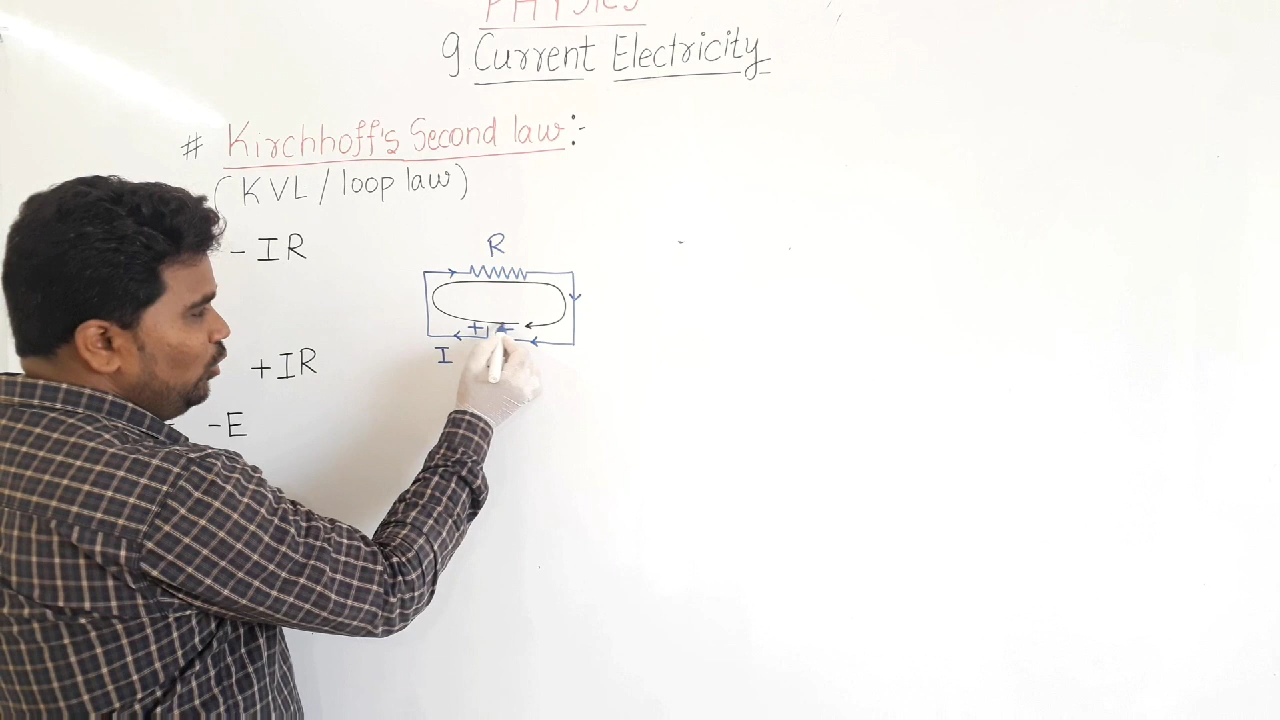 PHYSICS
9 Current Electricity
# Kirchhoff's Second law :-
(KVL / loop law)
- IR
R
+ -
I
+IR
-E